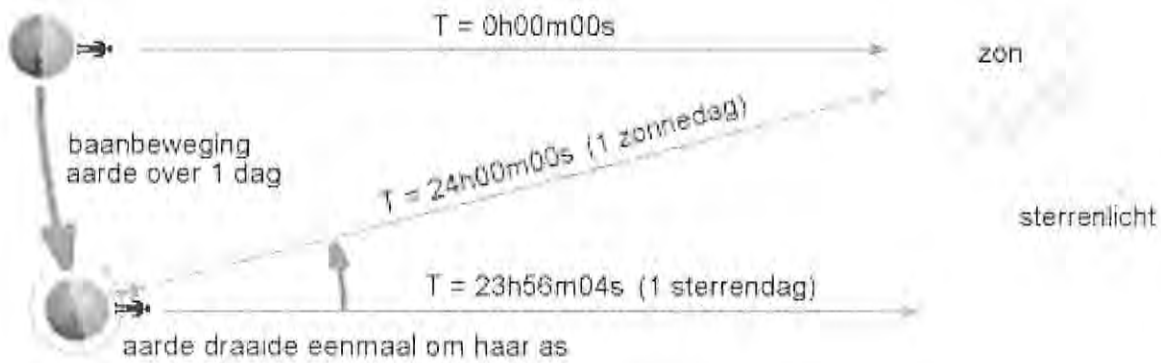 T = 0h00m00s
zon
baanbeweging
aarde over 1 dag
T = 24h00m00s (1 zonnedag)
sterrenlicht
T = 23h56m04s (1 sterrendag)
aarde draaide eenmaal om haar as